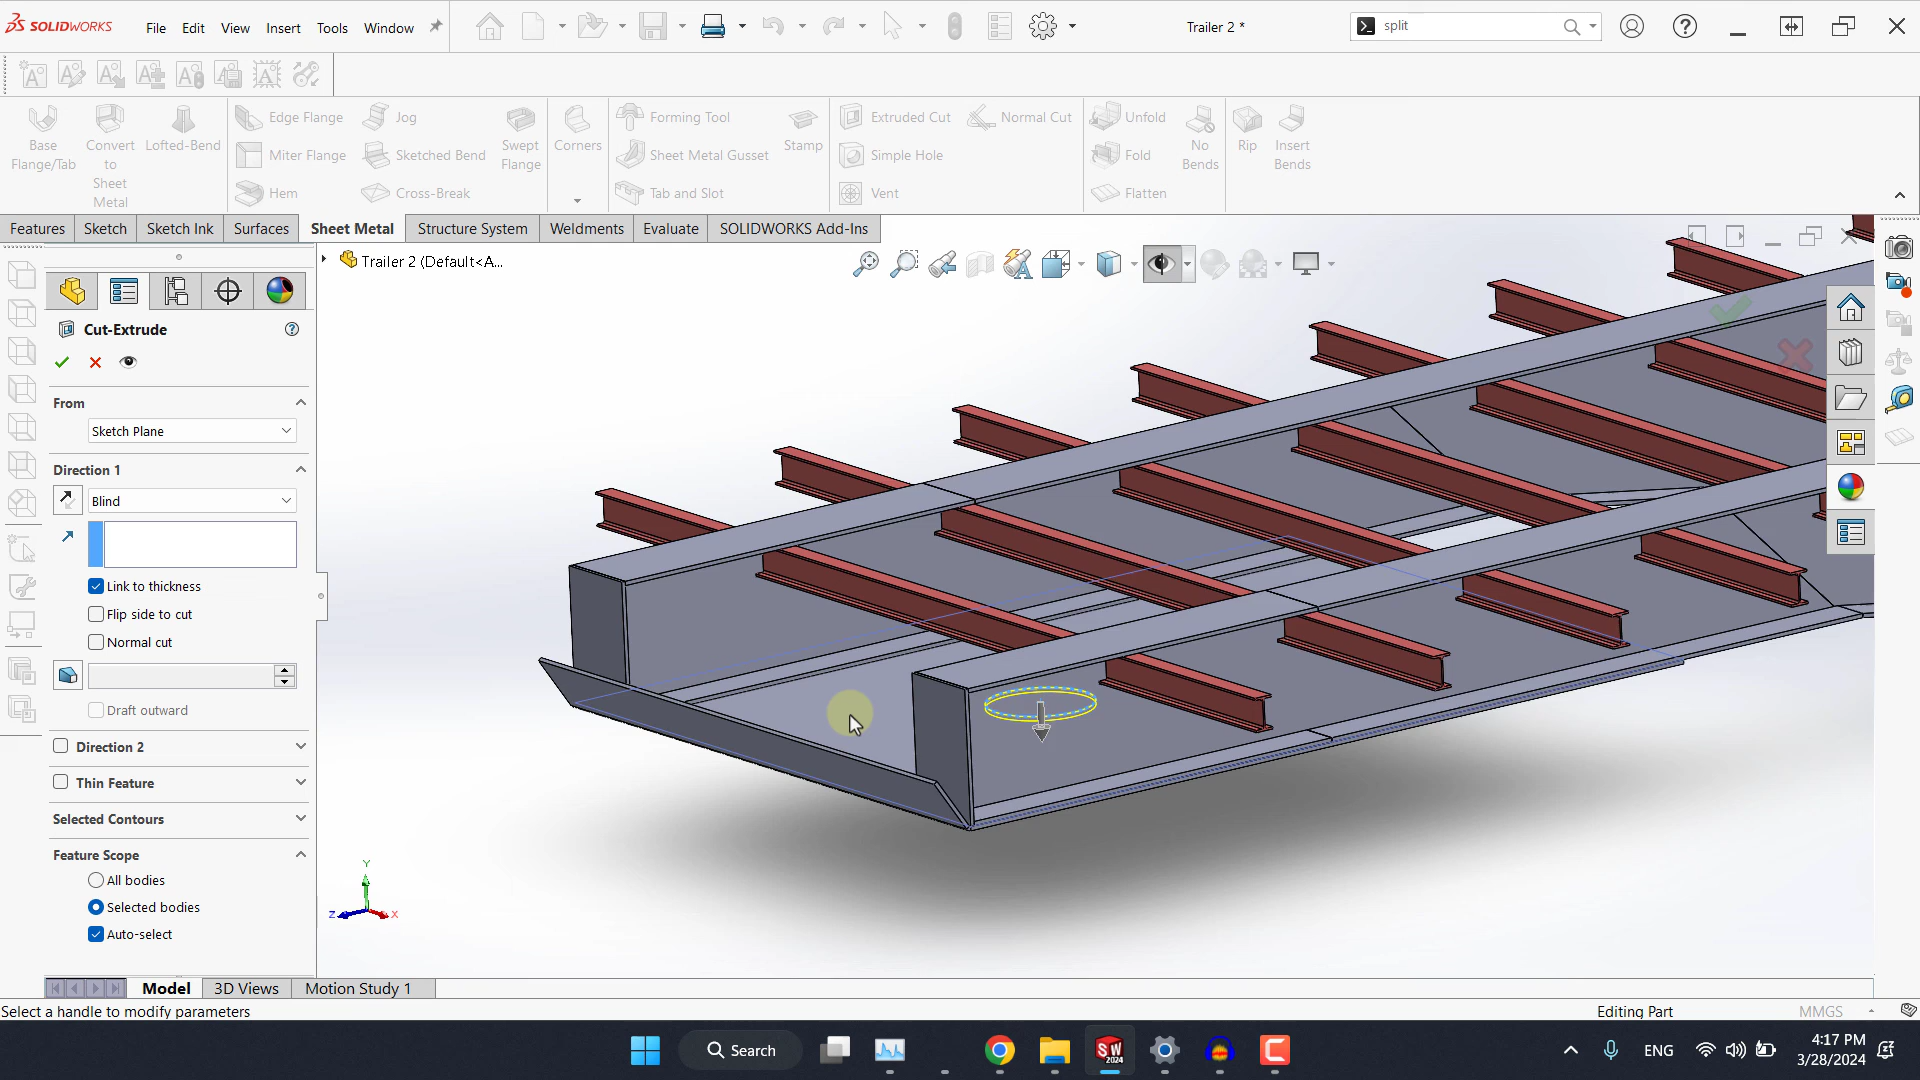 SOLIDWORKS File Edit View Insert Tools Window Trailer 2 * split
Base Flange/Tab
Convert to Sheet Metal
Lofted-Bend
Edge Flange
Miter Flange
Hem
Jog
Sketched Bend
Cross-Break
Swept Flange
Corners
Forming Tool
Sheet Metal Gusset
Tab and Slot
Stamp
Extruded Cut
Simple Hole
Vent
Normal Cut
Unfold
Fold
Flatten
No Bends
Rip
Insert Bends
Features Sketch Sketch Ink Surfaces Sheet Metal Structure System Weldments Evaluate SOLIDWORKS Add-Ins
Trailer 2 (Default<A...
Cut-Extrude
From
Sketch Plane
Direction 1
Blind
Link to thickness
Flip side to cut
Normal cut
Draft outward
Direction 2
Thin Feature
Selected Contours
Feature Scope
All bodies
Selected bodies
Auto-select
Y
Z X
Model 3D Views Motion Study 1
Select a handle to modify parameters Editing Part MMGS
Search
SW
2024
ENG
4:17 PM
3/28/2024